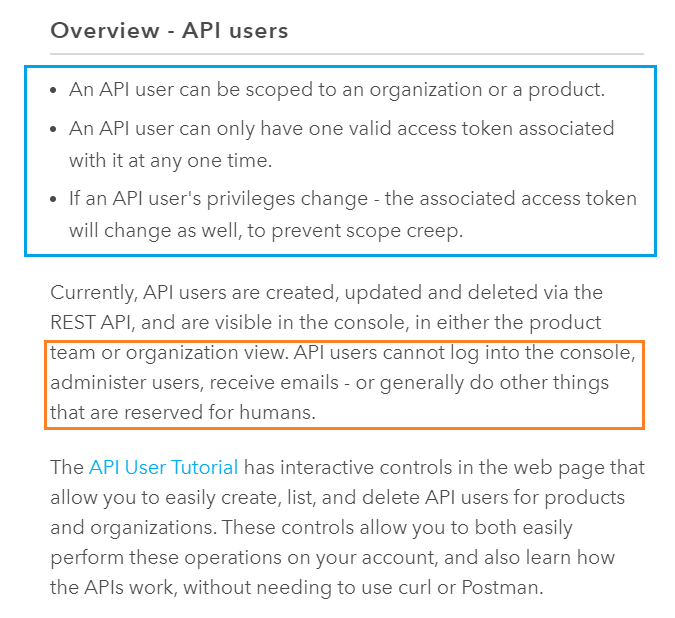 Overview - API users
• An API user can be scoped to an organization or a product.
• An API user can only have one valid access token associated
with it at any one time.
• If an API user's privileges change - the associated access token
will change as well, to prevent scope creep.
Currently, API users are created, updated and deleted via the
REST API, and are visible in the console, in either the product
team or organization view. API users cannot log into the console,
administer users, receive emails - or generally do other things
that are reserved for humans.
The API User Tutorial has interactive controls in the web page that
allow you to easily create, list, and delete API users for products
and organizations. These controls allow you to both easily
perform these operations on your account, and also learn how
the APIs work, without needing to use curl or Postman.